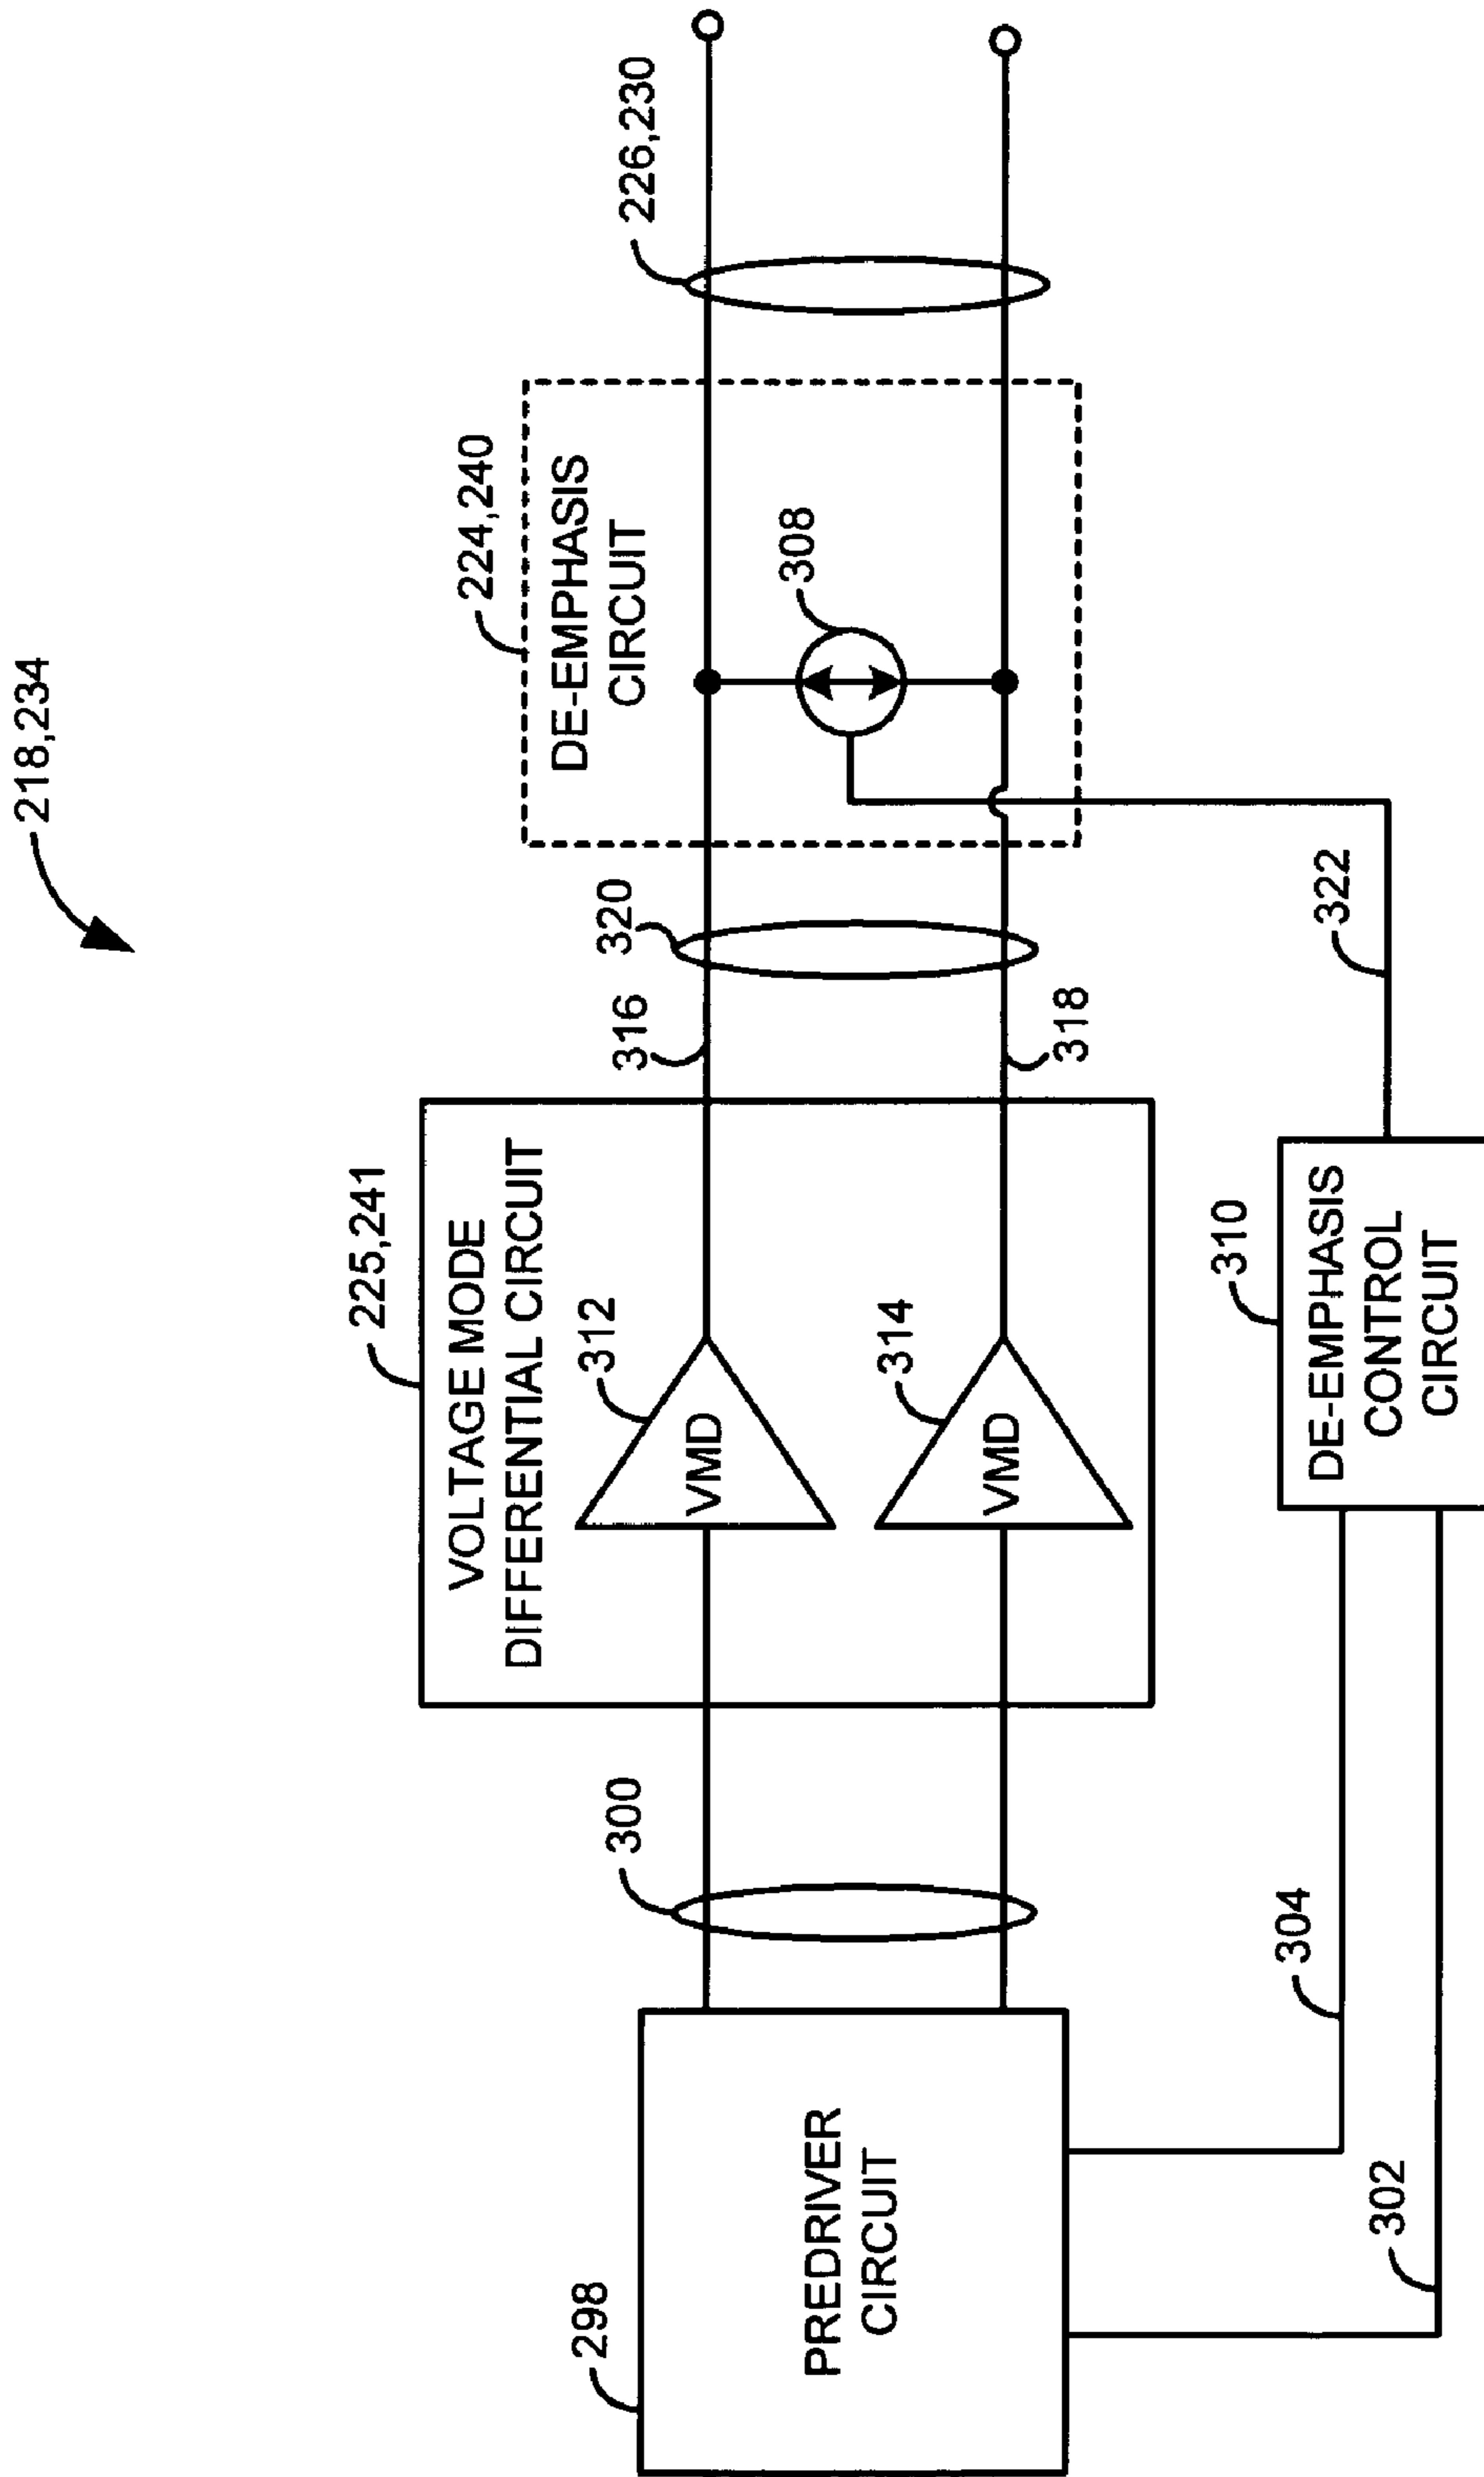 218,234
298
PREDRIVER
CIRCUIT
300
302
304
225,241
VOLTAGE MODE
DIFFERENTIAL CIRCUIT
312
VMD
314
VMD
316
318
320
310
DE-EMPHASIS
CONTROL
CIRCUIT
322
224,240
DE-EMPHASIS
CIRCUIT
308
226,230